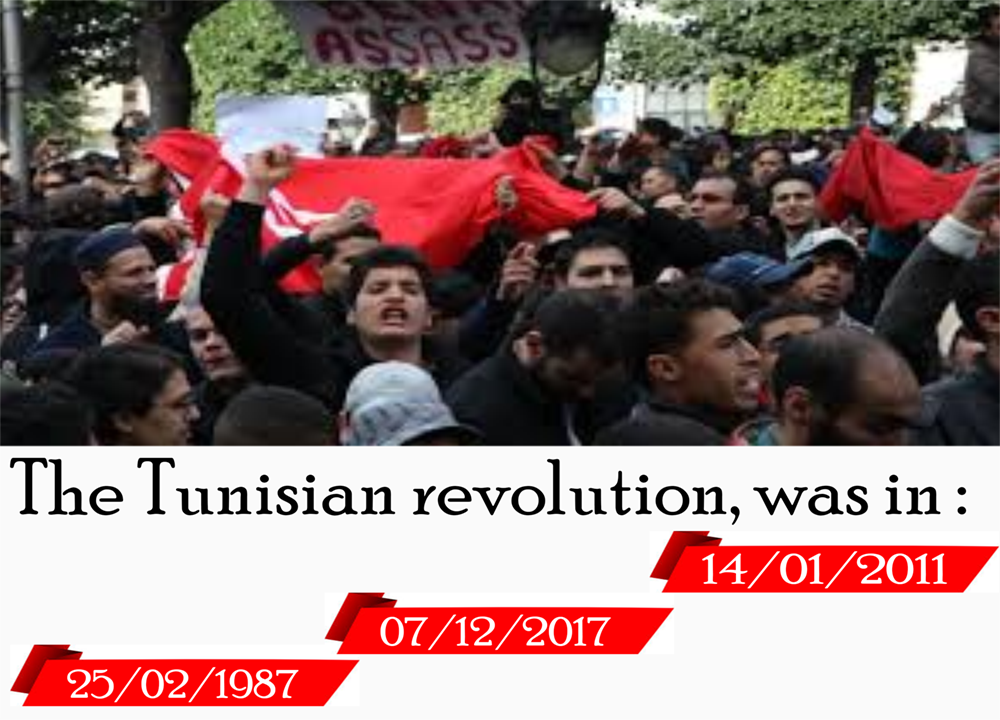 ASSASS
The Tunisian revolution, was in :
14/01/2011
07/12/2017
25/02/1987